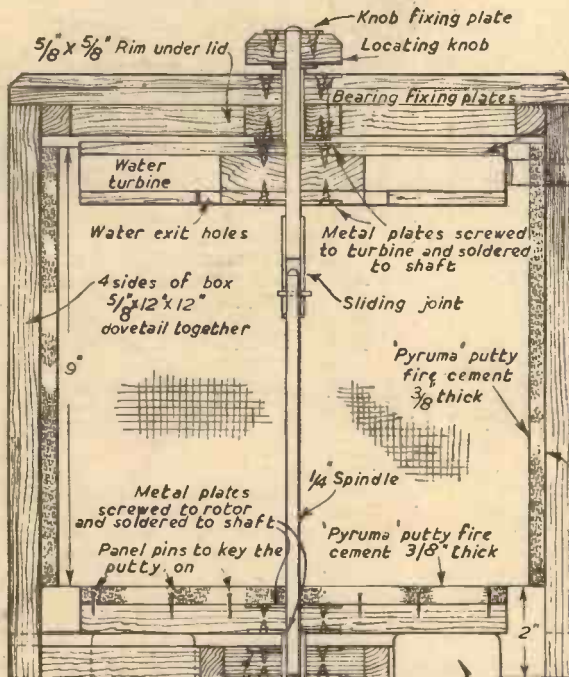 Knob fixing plate
5/8" x 5/8" Rim under lid
Locating knob
Bearing fixing plates
Water
turbine
Water exit holes
Metal plates screwed
to turbine and soldered
to shaft
4 sides of box
5/8" x 12" x 12"
dovetail together
Sliding joint
9"
'Pyruma' putty
fire cement
3/8" thick
1/4" Spindle
Metal plates
screwed to rotor
and soldered to shaft
'Pyruma' putty fire
cement 3/8" thick
Panel pins to key the
putty on
2"